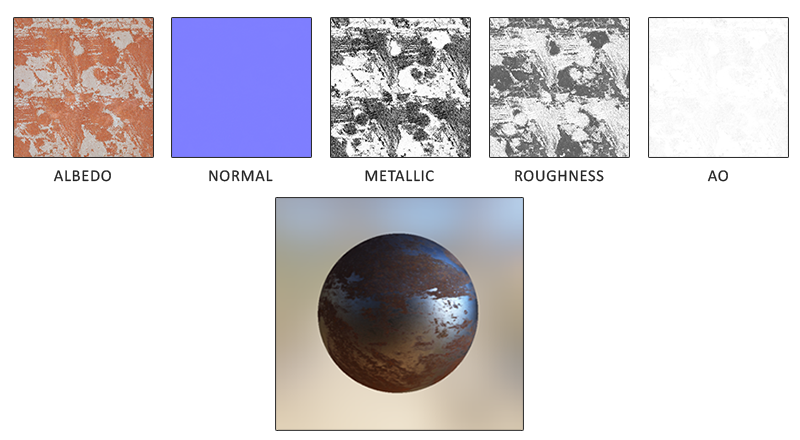 ALBEDO
NORMAL
METALLIC
ROUGHNESS
AO